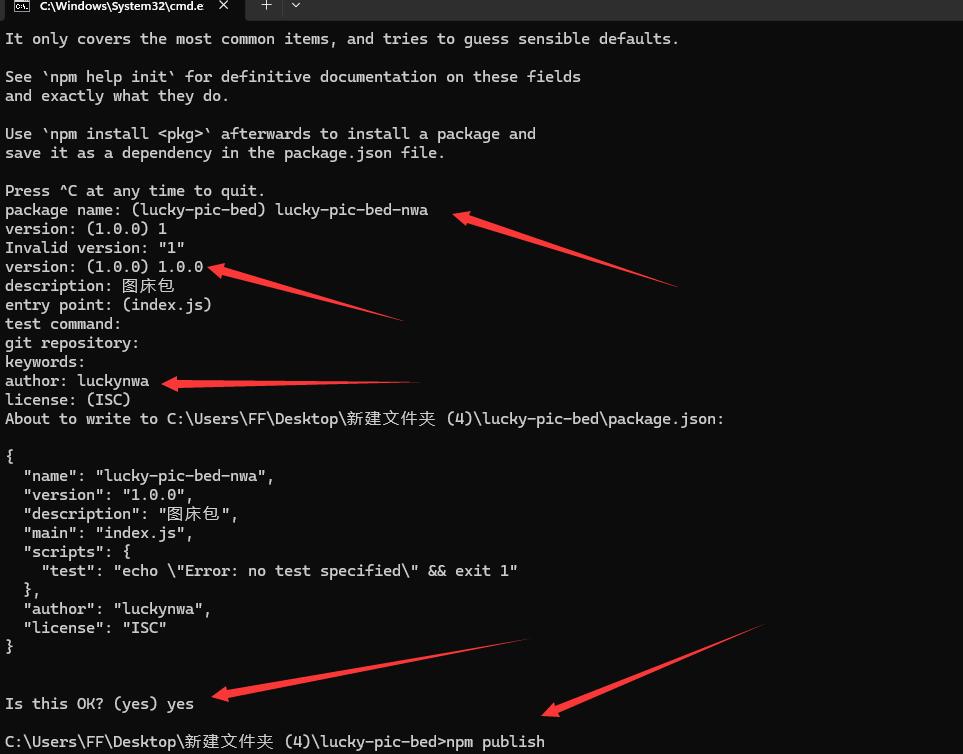 C:\Windows\System32\cmd.e
It only covers the most common items, and tries to guess sensible defaults.
See `npm help init` for definitive documentation on these fields
and exactly what they do.
Use `npm install <pkg>` afterwards to install a package and
save it as a dependency in the package.json file.
Press ^C at any time to quit.
package name: (lucky-pic-bed) lucky-pic-bed-nwa
version: (1.0.0) 1
Invalid version: "1"
version: (1.0.0) 1.0.0
description: 图床包
entry point: (index.js)
test command:
git repository:
keywords:
author: luckynwa
license: (ISC)
About to write to C:\Users\FF\Desktop\新建文件夹 (4)\lucky-pic-bed\package.json:
{
  "name": "lucky-pic-bed-nwa",
  "version": "1.0.0",
  "description": "图床包",
  "main": "index.js",
  "scripts": {
    "test": "echo \"Error: no test specified\" && exit 1"
  },
  "author": "luckynwa",
  "license": "ISC"
}
Is this OK? (yes) yes
C:\Users\FF\Desktop\新建文件夹 (4)\lucky-pic-bed>npm publish